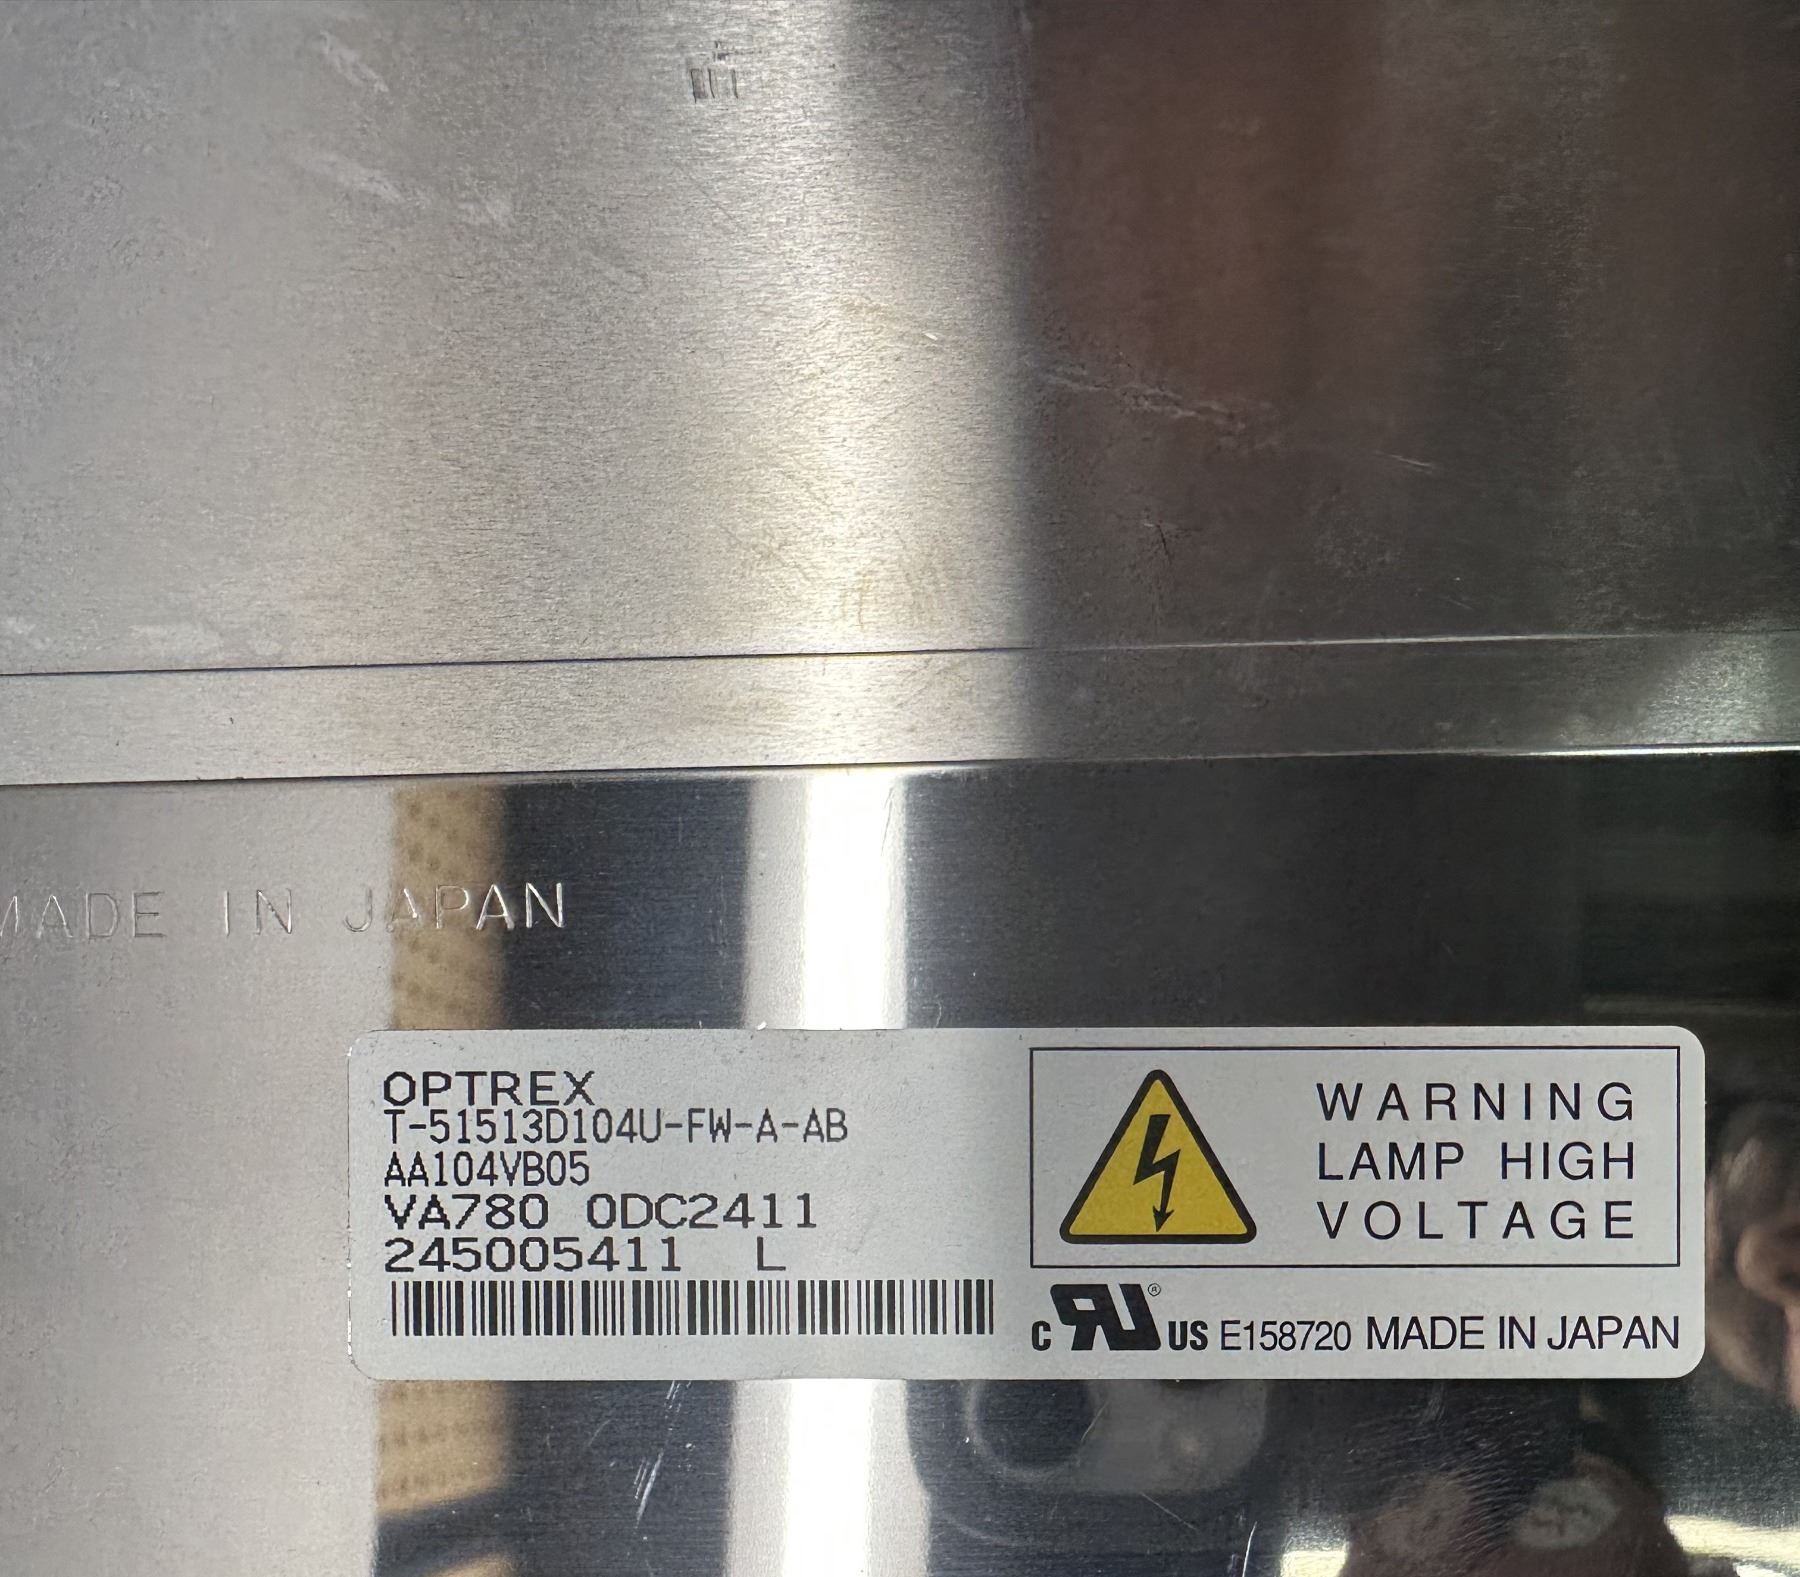 MADE IN JAPAN
OPTREX
T-51513D104U-FW-A-AB
AA104VB05
VA780 0DC2411
245005411 L
WARNING
LAMP HIGH
VOLTAGE
c RU ® US E158720 MADE IN JAPAN